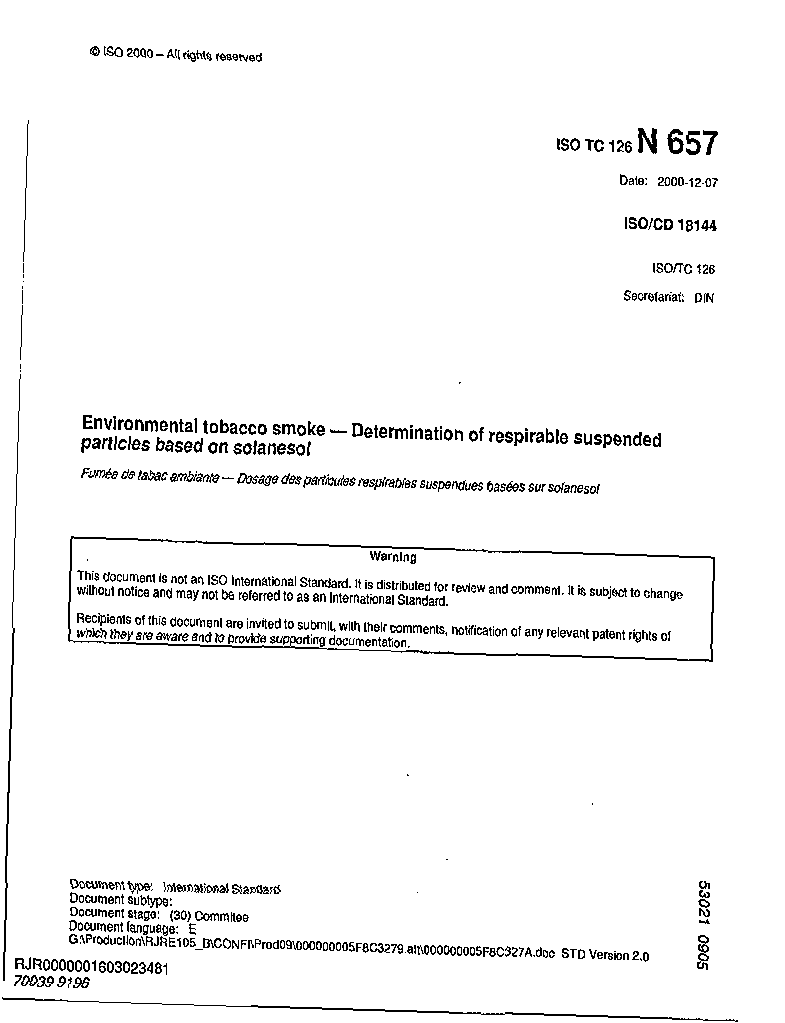 © ISO 2000 – All rights reserved
ISO TC 126 N 657
Date: 2000-12-07
ISO/CD 18144
ISO/TC 126
Secretariat: DIN
Environmental tobacco smoke — Determination of respirable suspended
particles based on solanesol
Fumée de tabac ambiante — Dosage des particules respirables suspendues basées sur solanesol
Warning
This document is not an ISO International Standard. It is distributed for review and comment. It is subject to change
without notice and may not be referred to as an International Standard.
Recipients of this document are invited to submit, with their comments, notification of any relevant patent rights of
which they are aware and to provide supporting documentation.
Document type: International Standard
Document subtype:
Document stage: (30) Commitee
Document language: E
G:\Production\RJRE105_B\CONFI\Prod09\000000005F8C3279.alt\000000005F8C327A.doc STD Version 2.0
RJR0000001603023481
70039 9196
53021 0905